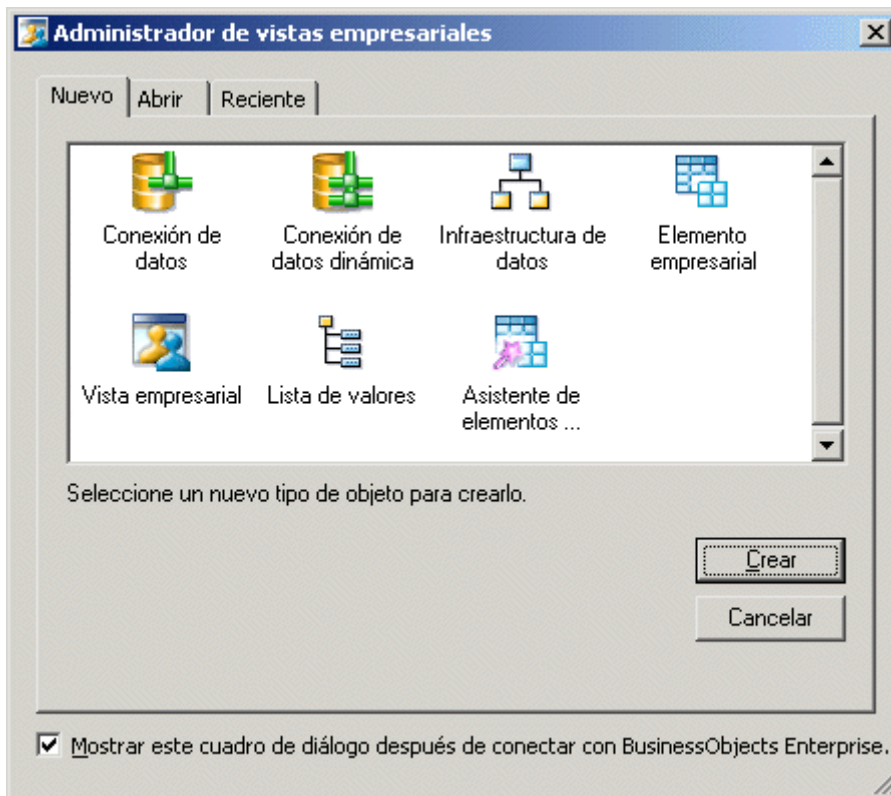 Administrador de vistas empresariales
Nuevo Abrir Reciente
Conexión de datos
Conexión de datos dinámica
Infraestructura de datos
Elemento empresarial
Vista empresarial
Lista de valores
Asistente de elementos ...
Seleccione un nuevo tipo de objeto para crearlo.
Crear
Cancelar
Mostrar este cuadro de diálogo después de conectar con BusinessObjects Enterprise.